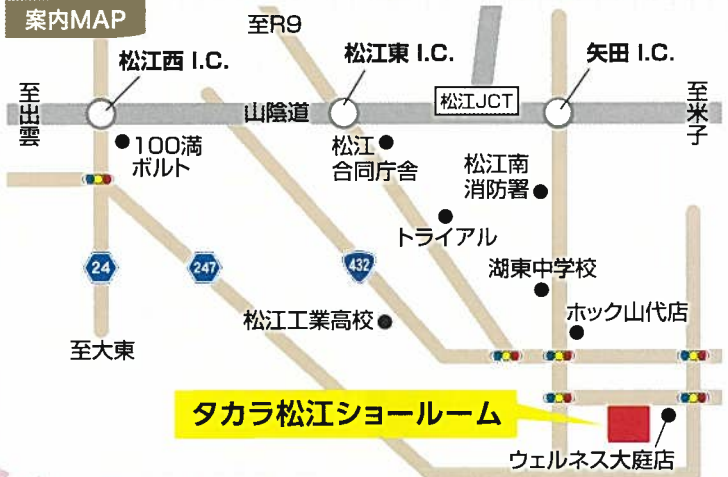 案内MAP
至R9
松江西 I.C.
松江東 I.C.
矢田 I.C.
至出雲
山陰道
松江JCT
至米子
100満
ボルト
松江
合同庁舎
松江南
消防署
トライアル
24
247
432
湖東中学校
松江工業高校
ホック山代店
至大東
タカラ松江ショールーム
ウェルネス大庭店